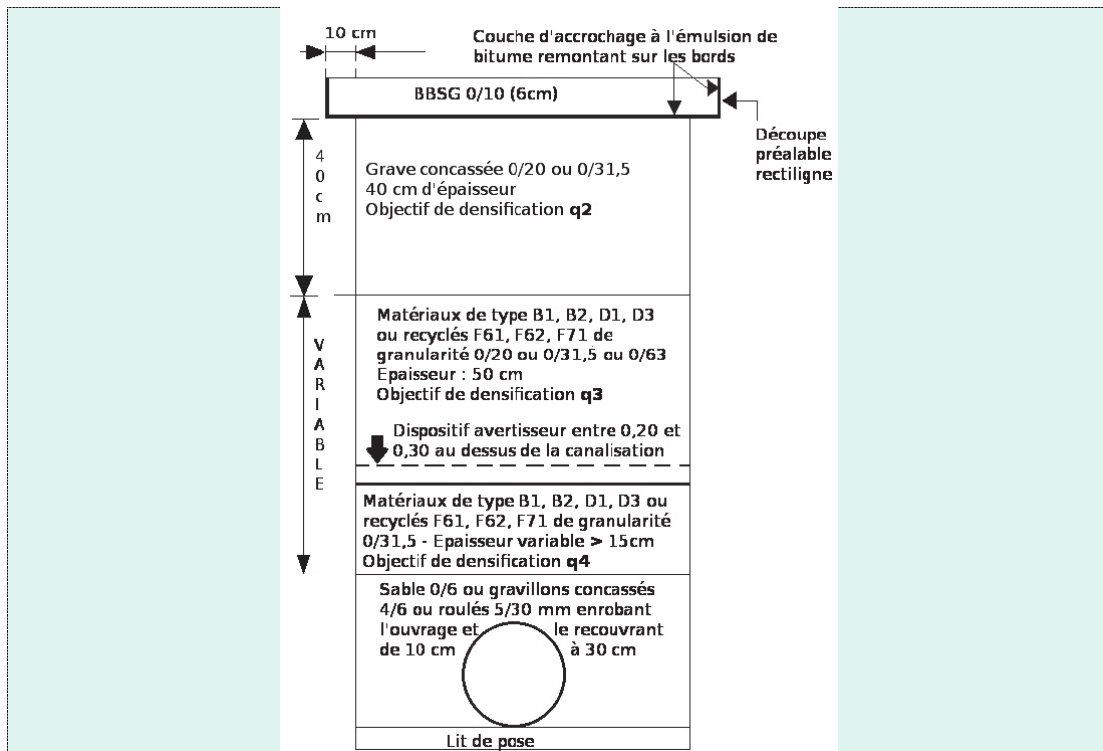 10 cm
Couche d'accrochage à l'émulsion de
bitume remontant sur les bords
BBSG 0/10 (6cm)
Découpe
préalable
rectiligne
40cm
Grave concassée 0/20 ou 0/31,5
40 cm d'épaisseur
Objectif de densification q2
VARIABLE
Matériaux de type B1, B2, D1, D3
ou recyclés F61, F62, F71 de
granularité 0/20 ou 0/31,5 ou 0/63
Epaisseur : 50 cm
Objectif de densification q3
Dispositif avertisseur entre 0,20 et
0,30 au dessus de la canalisation
Matériaux de type B1, B2, D1, D3 ou
recyclés F61, F62, F71 de granularité
0/31,5 - Epaisseur variable > 15cm
Objectif de densification q4
Sable 0/6 ou gravillons concassés
4/6 ou roulés 5/30 mm enrobant
l'ouvrage et le recouvrant
de 10 cm à 30 cm
Lit de pose